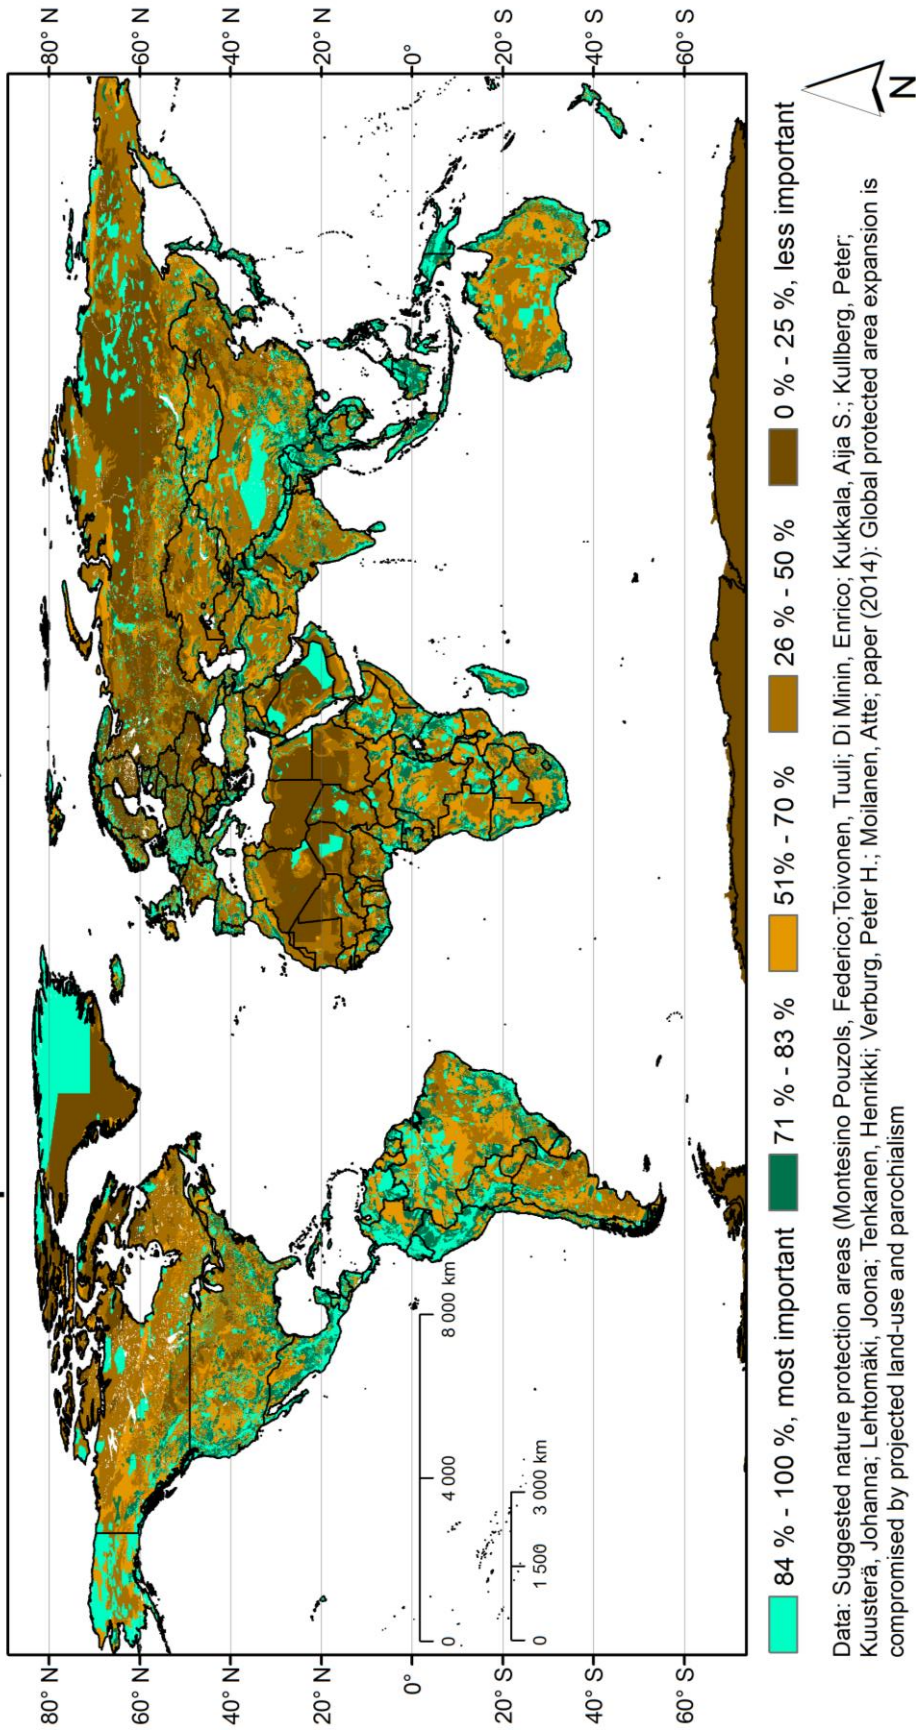 80° N
60° N
40° N
20° N
0°
20° S
40° S
60° S
80° N
60° N
40° N
20° N
0°
20° S
40° S
60° S
0 4 000 8 000 km
0 1 500 3 000 km
84 % - 100 %, most important 71 % - 83 % 51% - 70 % 26 % - 50 % 0 % - 25 %, less important
N
Data: Suggested nature protection areas (Montesino Pouzols, Federico;Toivonen, Tuuli; Di Minin, Enrico; Kukkala, Aija S.; Kullberg, Peter;
Kuusterä, Johanna; Lehtomäki, Joona; Tenkanen, Henrikki; Verburg, Peter H.; Moilanen, Atte; paper (2014): Global protected area expansion is
compromised by projected land-use and parochialism